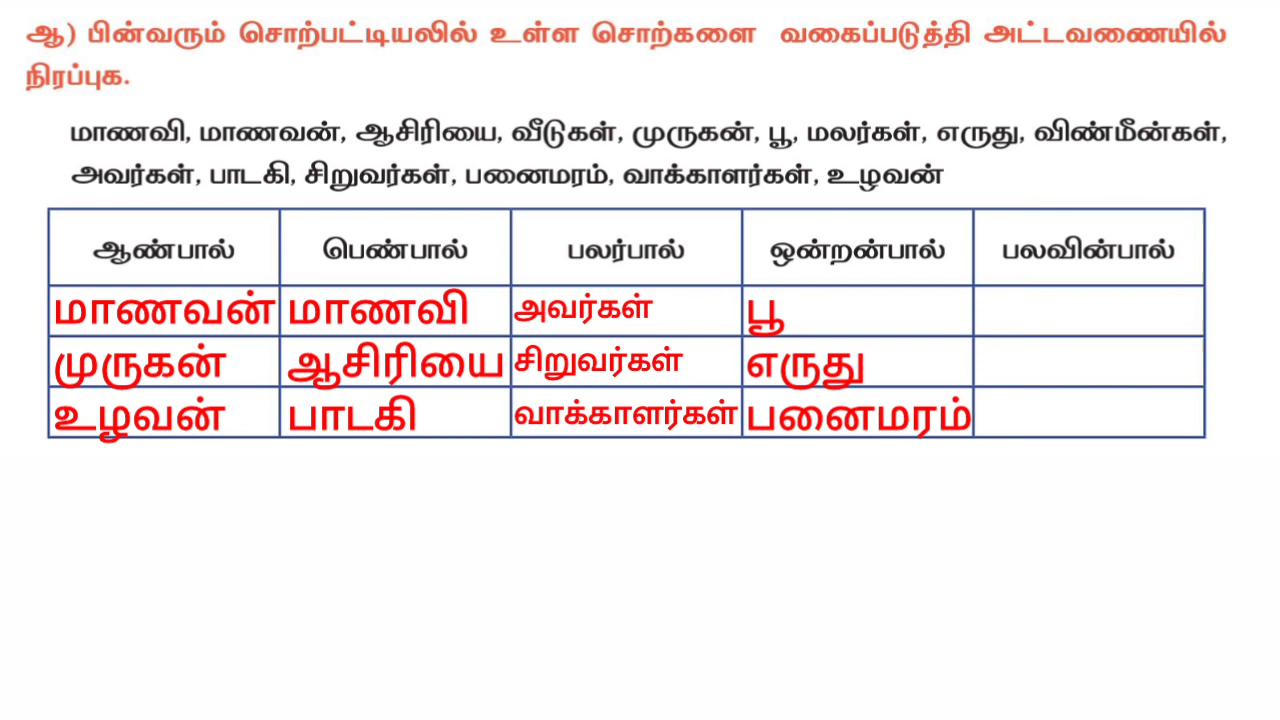 ஆ) பின்வரும் சொற்பட்டியலில் உள்ள சொற்களை வகைப்படுத்தி அட்டவணையில்
நிரப்புக.
மாணவி, மாணவன், ஆசிரியை, வீடுகள், முருகன், பூ, மலர்கள், எருது, விண்மீன்கள்,
அவர்கள், பாடகி, சிறுவர்கள், பனைமரம், வாக்காளர்கள், உழவன்
ஆண்பால் பெண்பால் பலர்பால் ஒன்றன்பால் பலவின்பால்
மாணவன் மாணவி அவர்கள் பூ
முருகன் ஆசிரியை சிறுவர்கள் எருது
உழவன் பாடகி வாக்காளர்கள் பனைமரம்